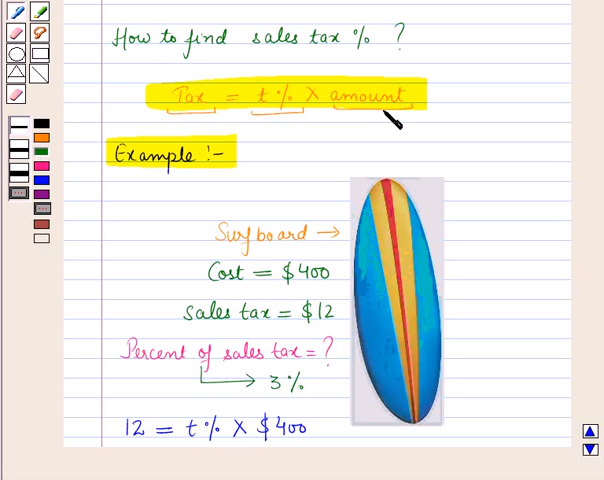 How to find sales tax % ?
Tax = t% X amount
Example :-
Surfboard →
Cost = $400
Sales tax = $12
Percent of sales tax = ?
→ 3%
12 = t% X $400